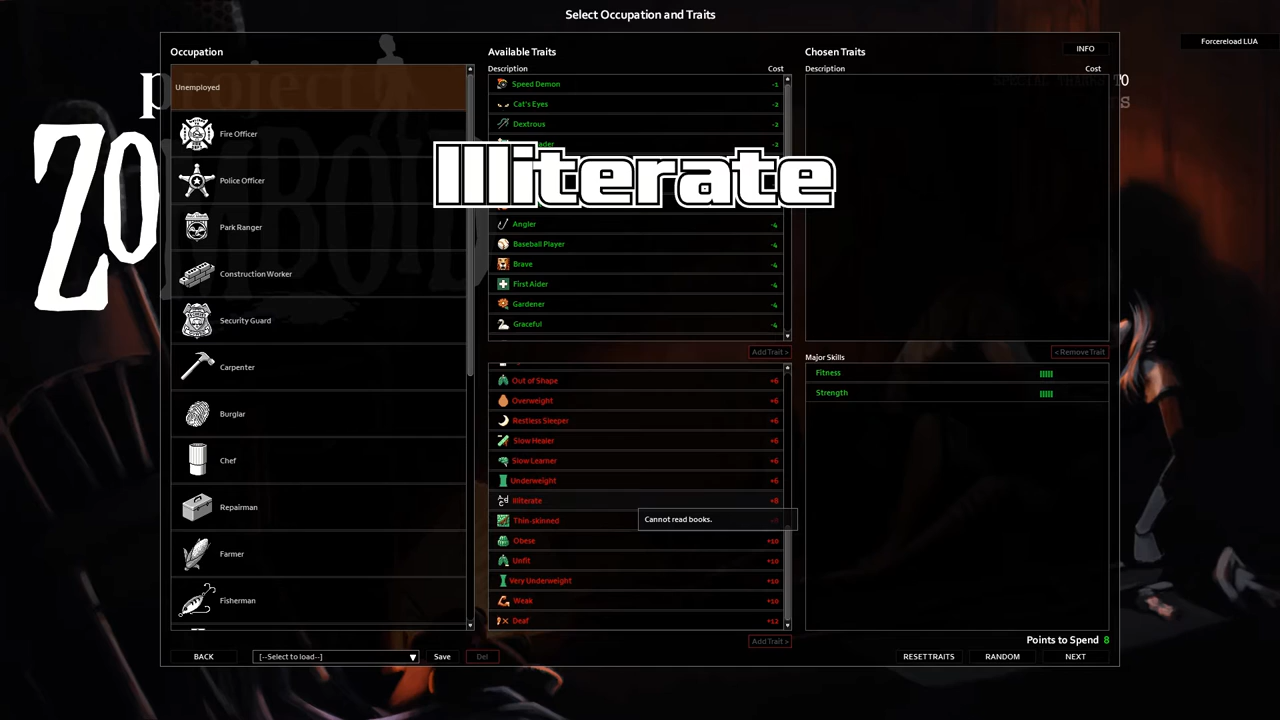 Select Occupation and Traits
Forcereload LUA
Occupation
Available Traits
Chosen Traits
INFO
Description Cost
Description Cost
Unemployed
Fire Officer
Police Officer
Park Ranger
Construction Worker
Security Guard
Carpenter
Burglar
Chef
Repairman
Farmer
Fisherman
project
ZO
Speed Demon -1
Cat's Eyes -2
Dextrous -2
-2
Illiterate
Angler -4
Baseball Player -4
Brave -4
First Aider -4
Gardener -4
Graceful -4
Add Trait >
< Remove Trait
Out of Shape +6
Overweight +6
Restless Sleeper +6
Slow Healer +6
Slow Learner +6
Underweight +6
Illiterate +8
Thin-skinned +8
Cannot read books.
Obese +10
Unfit +10
Very Underweight +10
Weak +10
Deaf +12
Add Trait >
Major Skills
Fitness
Strength
Points to Spend 8
BACK
[--Select to load--]
Save
Del
RESET TRAITS
RANDOM
NEXT